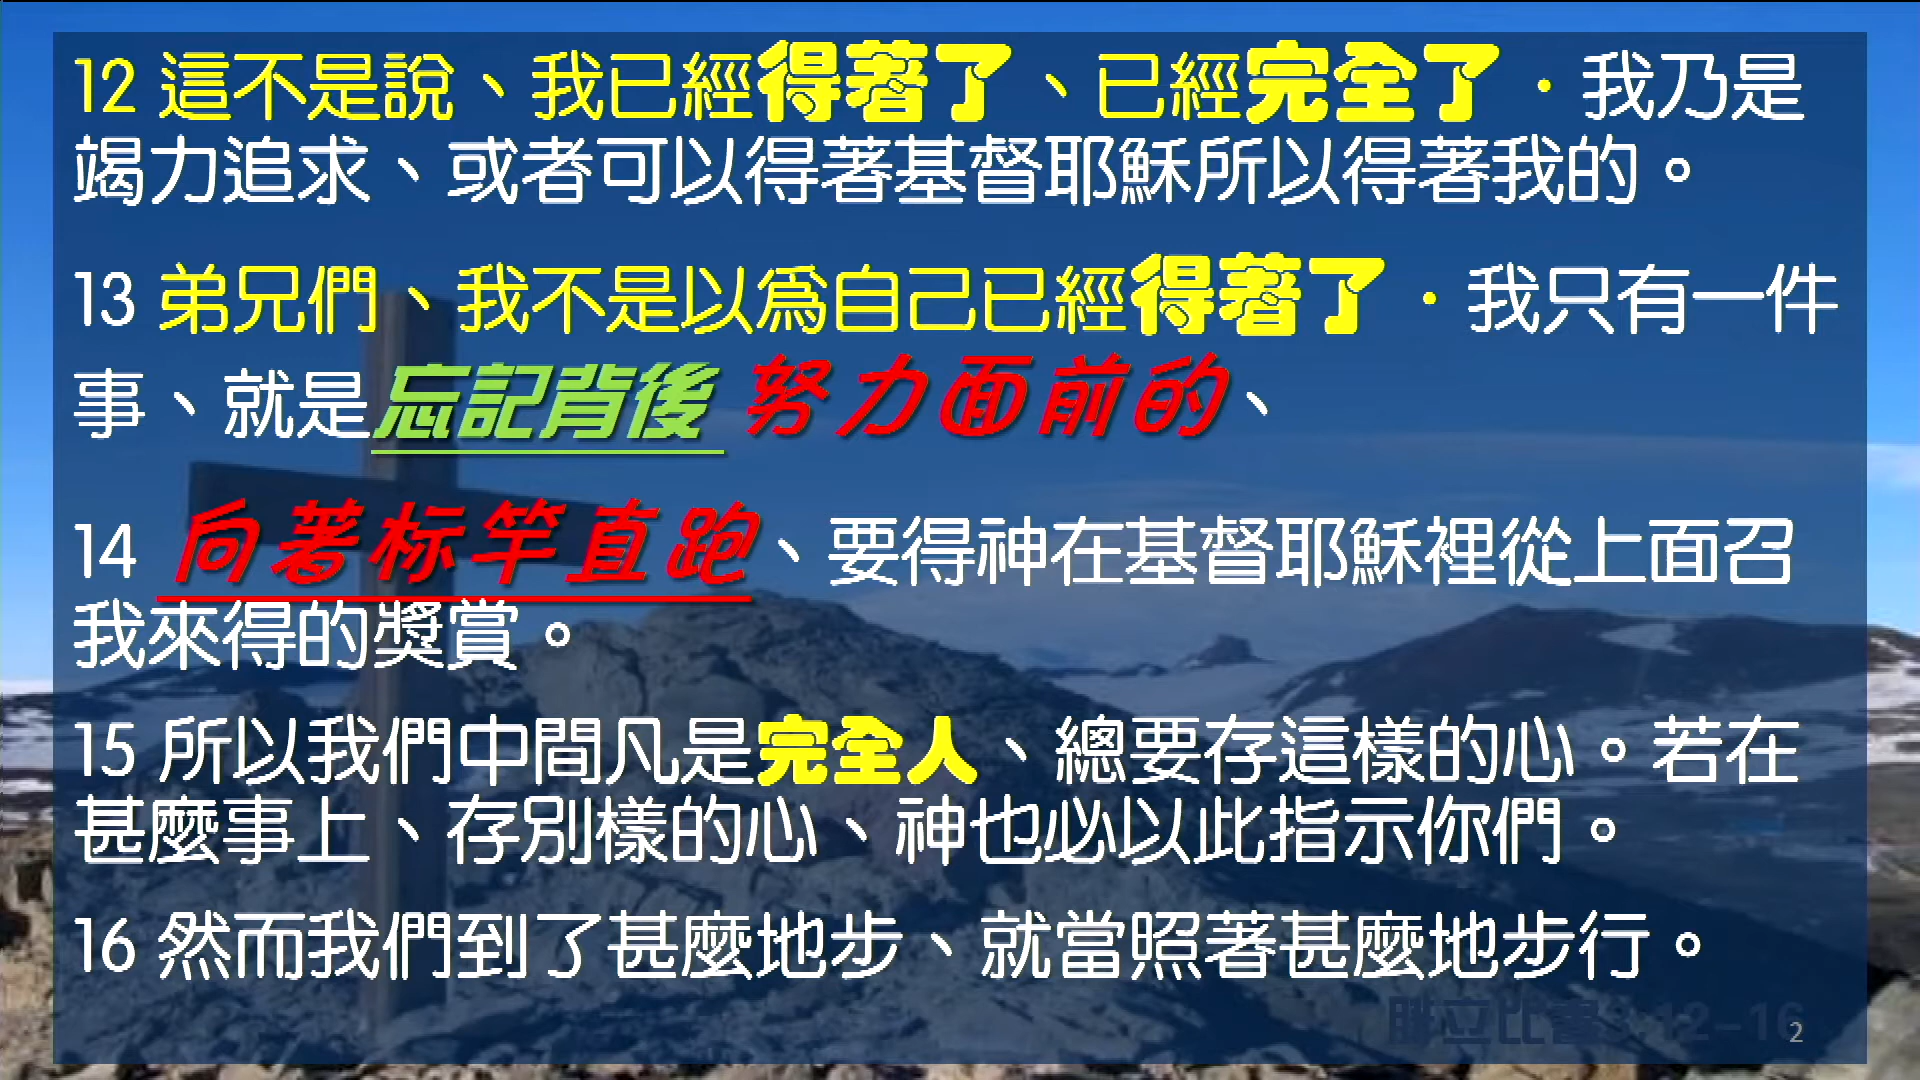 12 這不是說、我已經得著了、已經完全了．我乃是
竭力追求、或者可以得著基督耶穌所以得著我的。
13 弟兄們、我不是以爲自己已經得著了．我只有一件
事、就是忘記背後 努力面前的、
14 向著标竿直跑、要得神在基督耶穌裡從上面召
我來得的獎賞。
15 所以我們中間凡是完全人、總要存這樣的心。若在
甚麼事上、存別樣的心、神也必以此指示你們。
16 然而我們到了甚麼地步、就當照著甚麼地步行。
腓立比書3:12-16
2